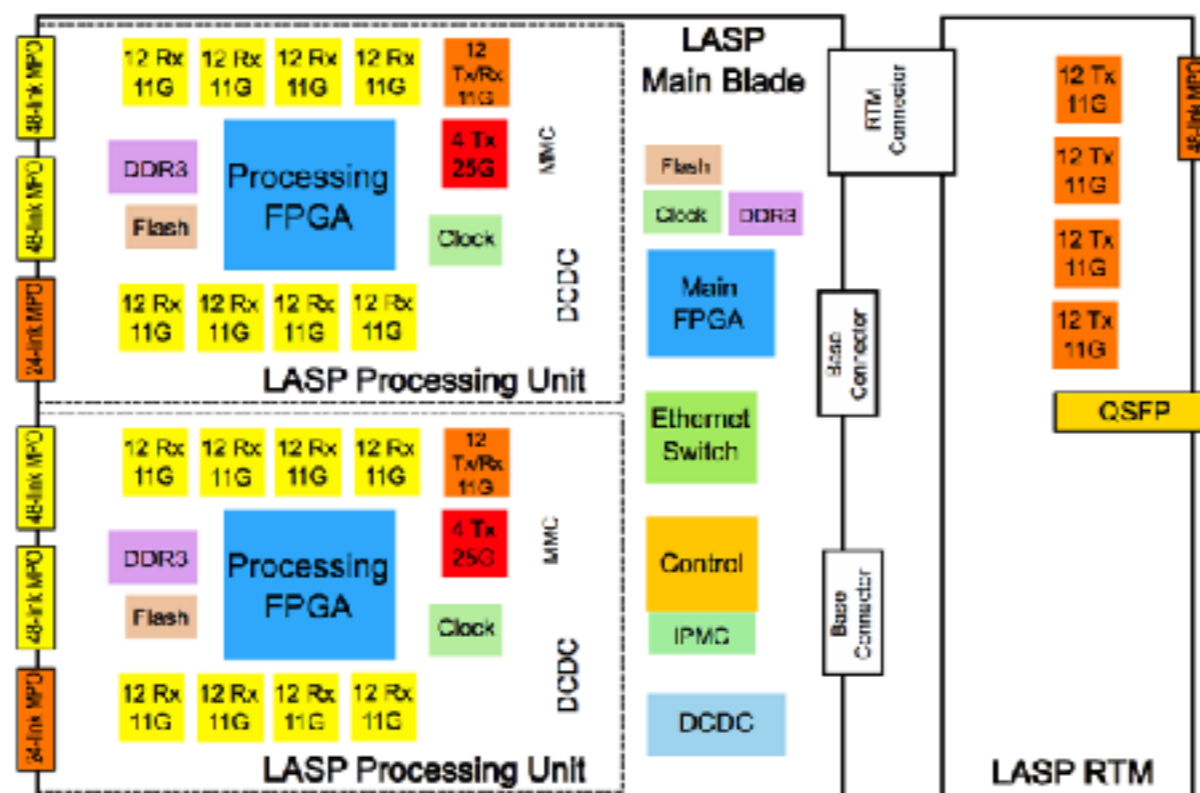 48-link MPO
48-link MPO
24-link MPO
12 Rx
11G
12 Rx
11G
12 Rx
11G
12 Rx
11G
12
Tx/Rx
11G
DDR3
Flash
Processing
FPGA
4 Tx
25G
MMC
Clock
DCDC
12 Rx
11G
12 Rx
11G
12 Rx
11G
12 Rx
11G
LASP Processing Unit
48-link MPO
48-link MPO
24-link MPO
12 Rx
11G
12 Rx
11G
12 Rx
11G
12 Rx
11G
12
Tx/Rx
11G
DDR3
Flash
Processing
FPGA
4 Tx
25G
MMC
Clock
DCDC
12 Rx
11G
12 Rx
11G
12 Rx
11G
12 Rx
11G
LASP Processing Unit
LASP
Main Blade
Flash
Clock
DDR3
Main
FPGA
Ethernet
Switch
Control
IPMC
DCDC
RTM
Connector
Base
Connector
Base
Connector
12 Tx
11G
12 Tx
11G
12 Tx
11G
12 Tx
11G
48-link MPO
QSFP
LASP RTM